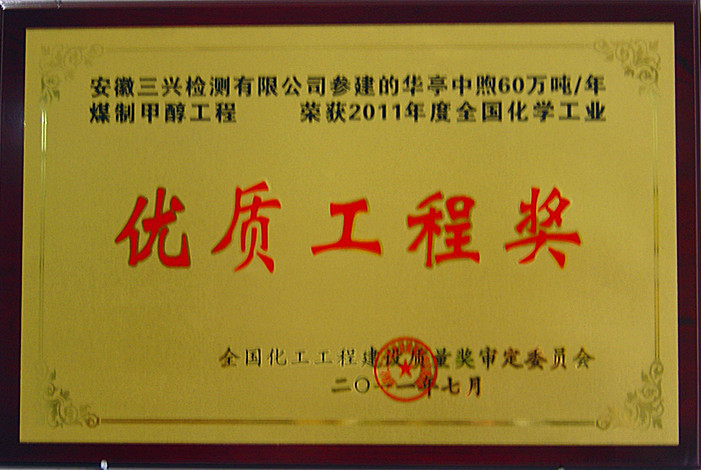 安徽三兴检测有限公司参建的华亭中煦60万吨/年
煤制甲醇工程 荣获2011年度全国化学工业
优质工程奖
全国化工工程建设质量奖审定委员会
二〇一一年七月